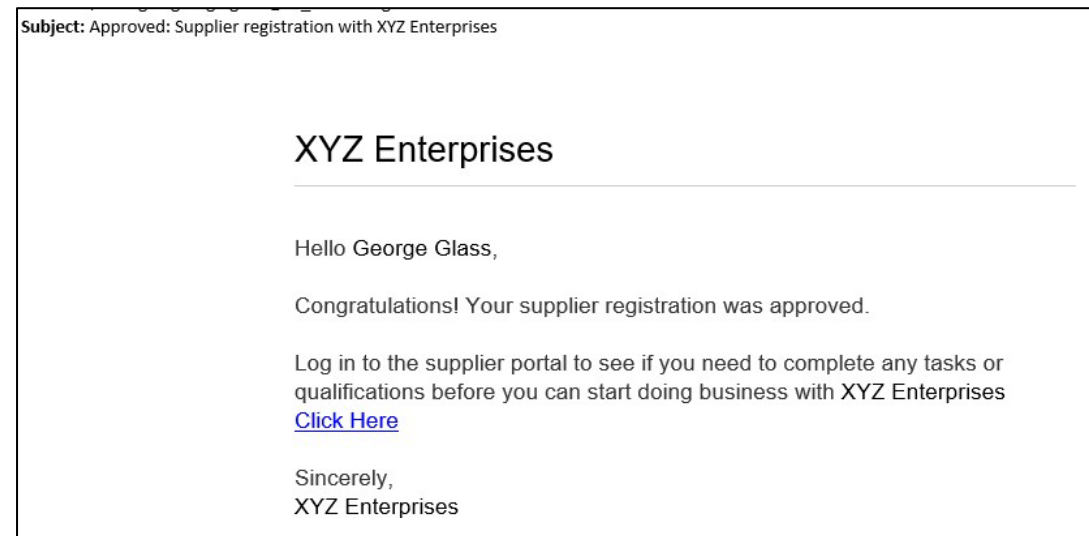 Subject: Approved: Supplier registration with XYZ Enterprises
XYZ Enterprises
Hello George Glass,
Congratulations! Your supplier registration was approved.
Log in to the supplier portal to see if you need to complete any tasks or
qualifications before you can start doing business with XYZ Enterprises
Click Here
Sincerely,
XYZ Enterprises